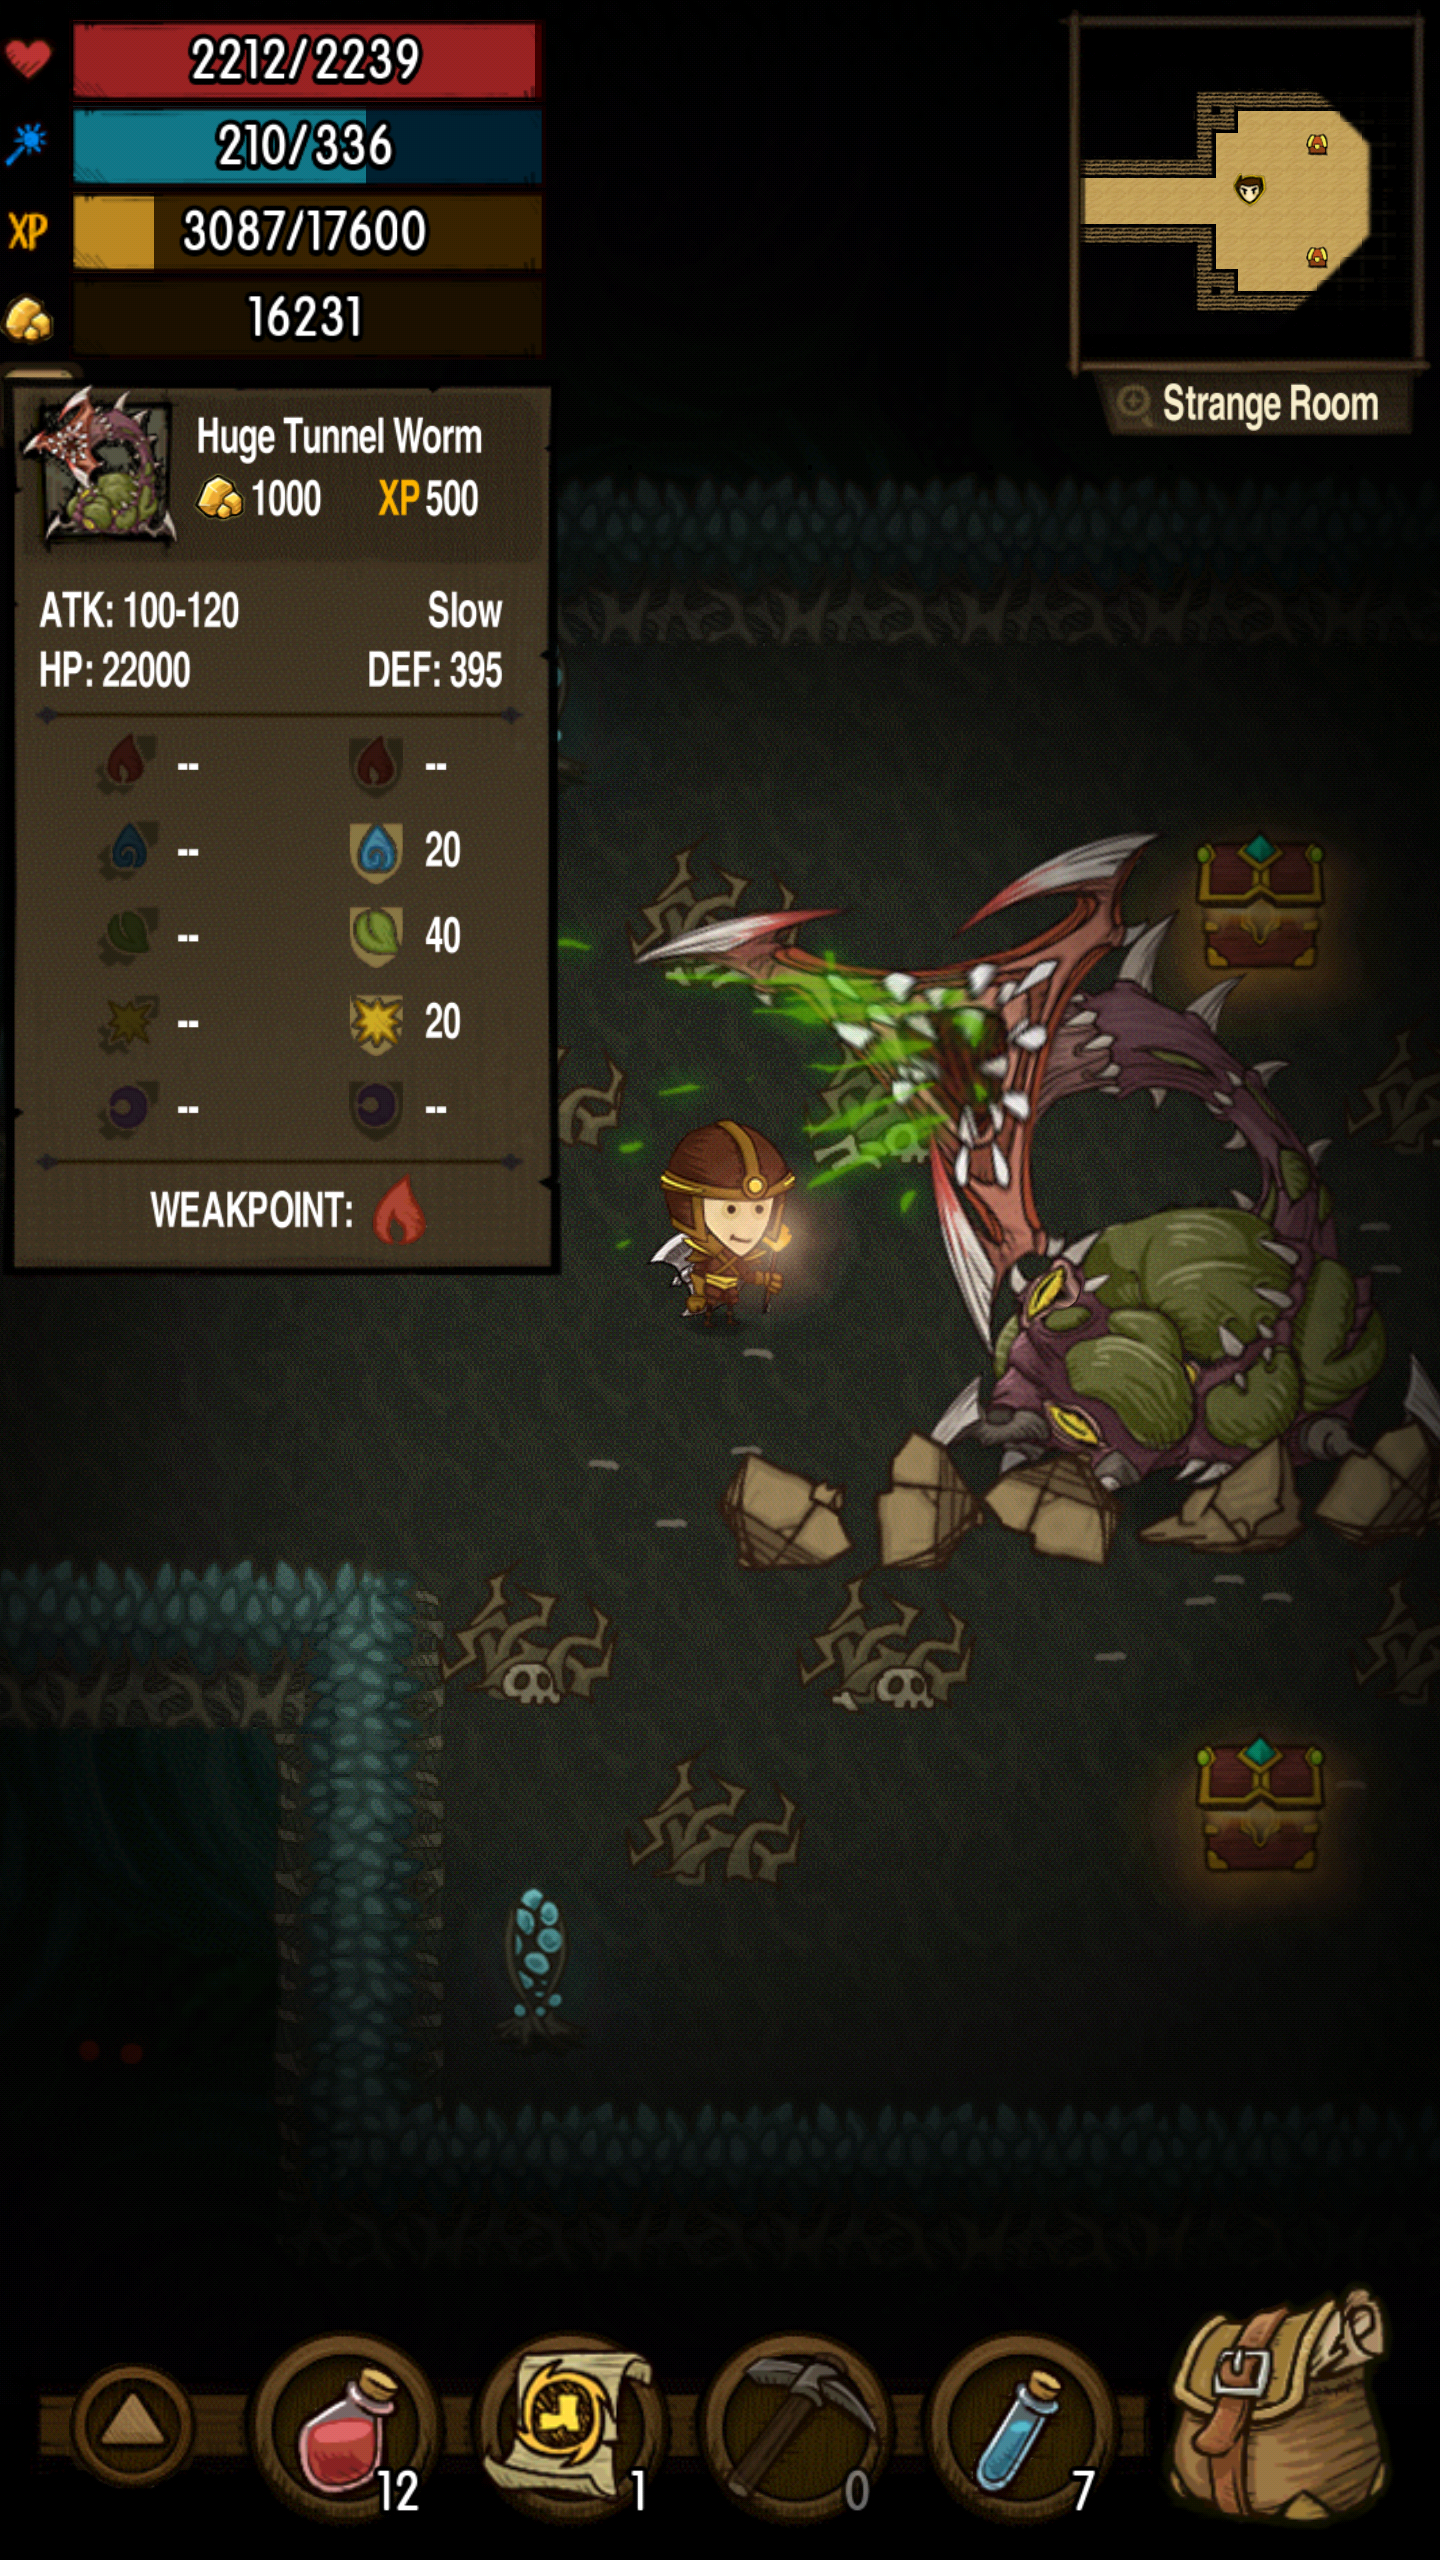 2212/2239
210/336
XP 3087/17600
16231
Strange Room
Huge Tunnel Worm
1000 XP 500
ATK: 100-120 Slow
HP: 22000 DEF: 395
-- --
-- 20
-- 40
-- 20
-- --
WEAKPOINT:
12 1 0 7